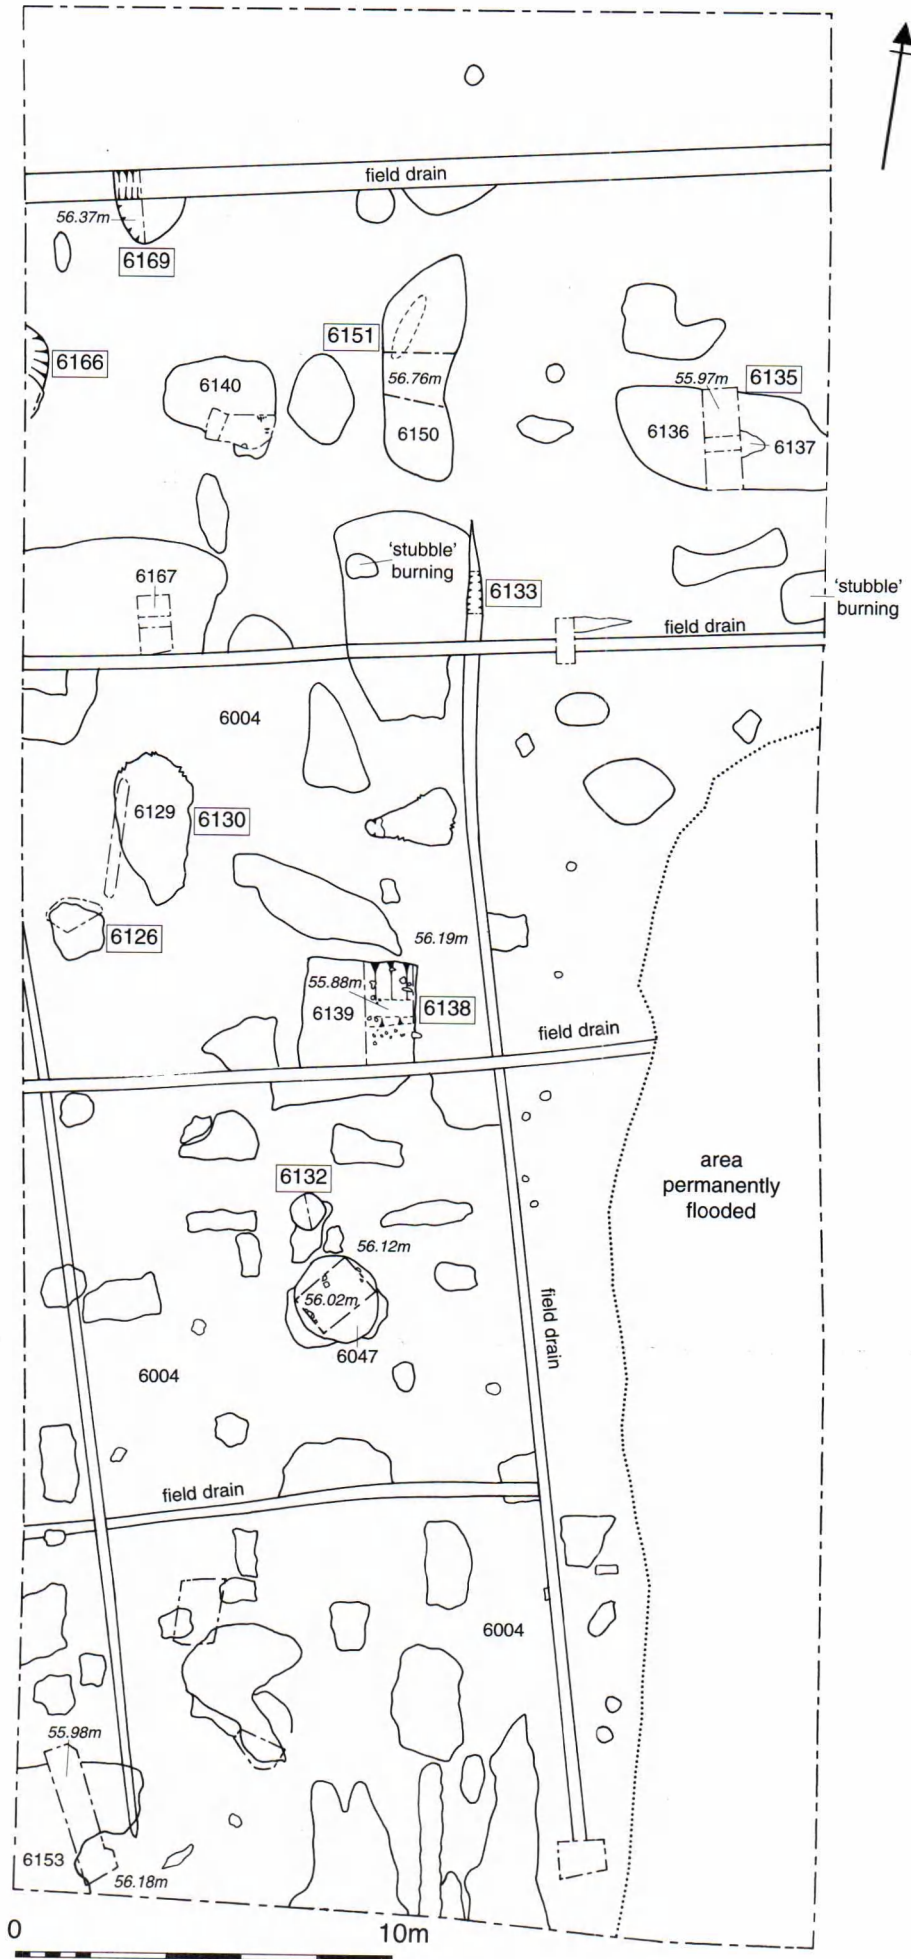 field drain
56.37m
6169
6151
6166
6140
56.76m
55.97m
6135
6150
6136
6137
'stubble'
burning
6167
6133
'stubble'
burning
field drain
6004
6129
6130
6126
56.19m
55.88m
6139
6138
field drain
area
permanently
flooded
6132
56.12m
56.02m
6047
field drain
6004
field drain
6004
55.98m
6153
56.18m
0
10m